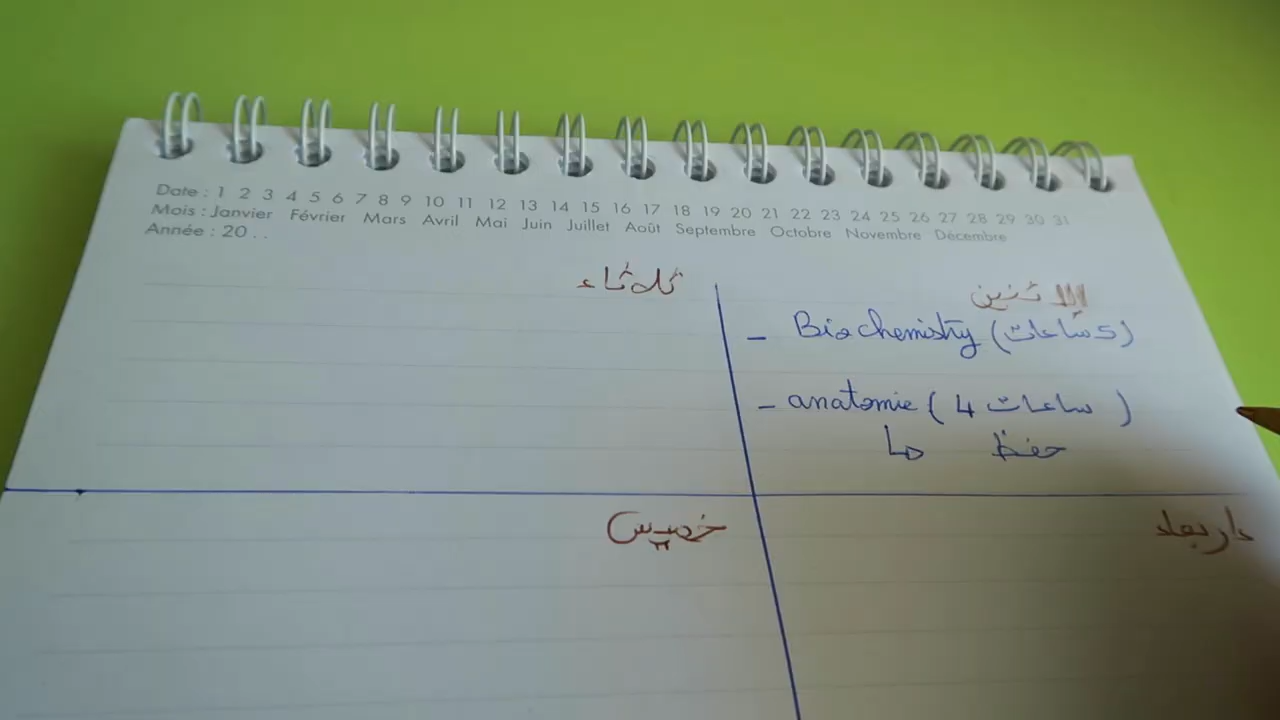 Date : 1 2 3 4 5 6 7 8 9 10 11 12 13 14 15 16 17 18 19 20 21 22 23 24 25 26 27 28 29 30 31
Mois : Janvier Février Mars Avril Mai Juin Juillet Août Septembre Octobre Novembre Décembre
Année : 20 . .
الإثنين
- Biochemistry (5 ساعات)
- anatomie ( 4 ساعات )
حفظ ها
ثلاثاء
اربعاء
خميس